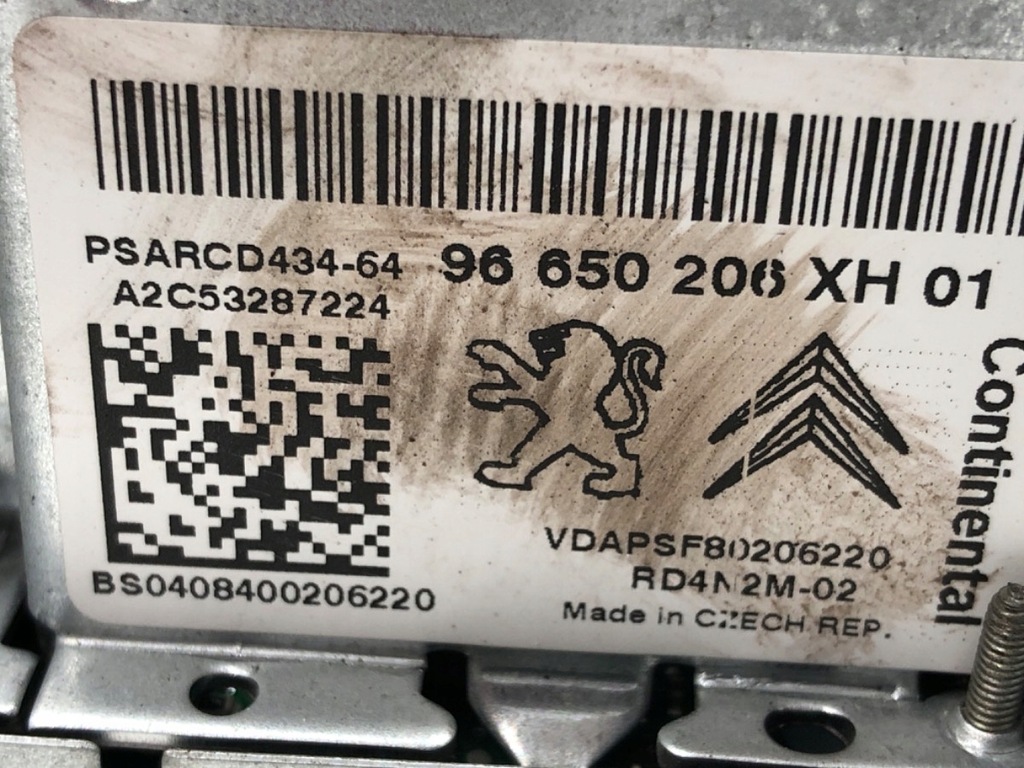 PSARCD434-64
A2C53287224
96 650 206 XH 01
Continental
VDAPSF80206220
RD4N2M-02
Made in CZECH REP.
BS0408400206220